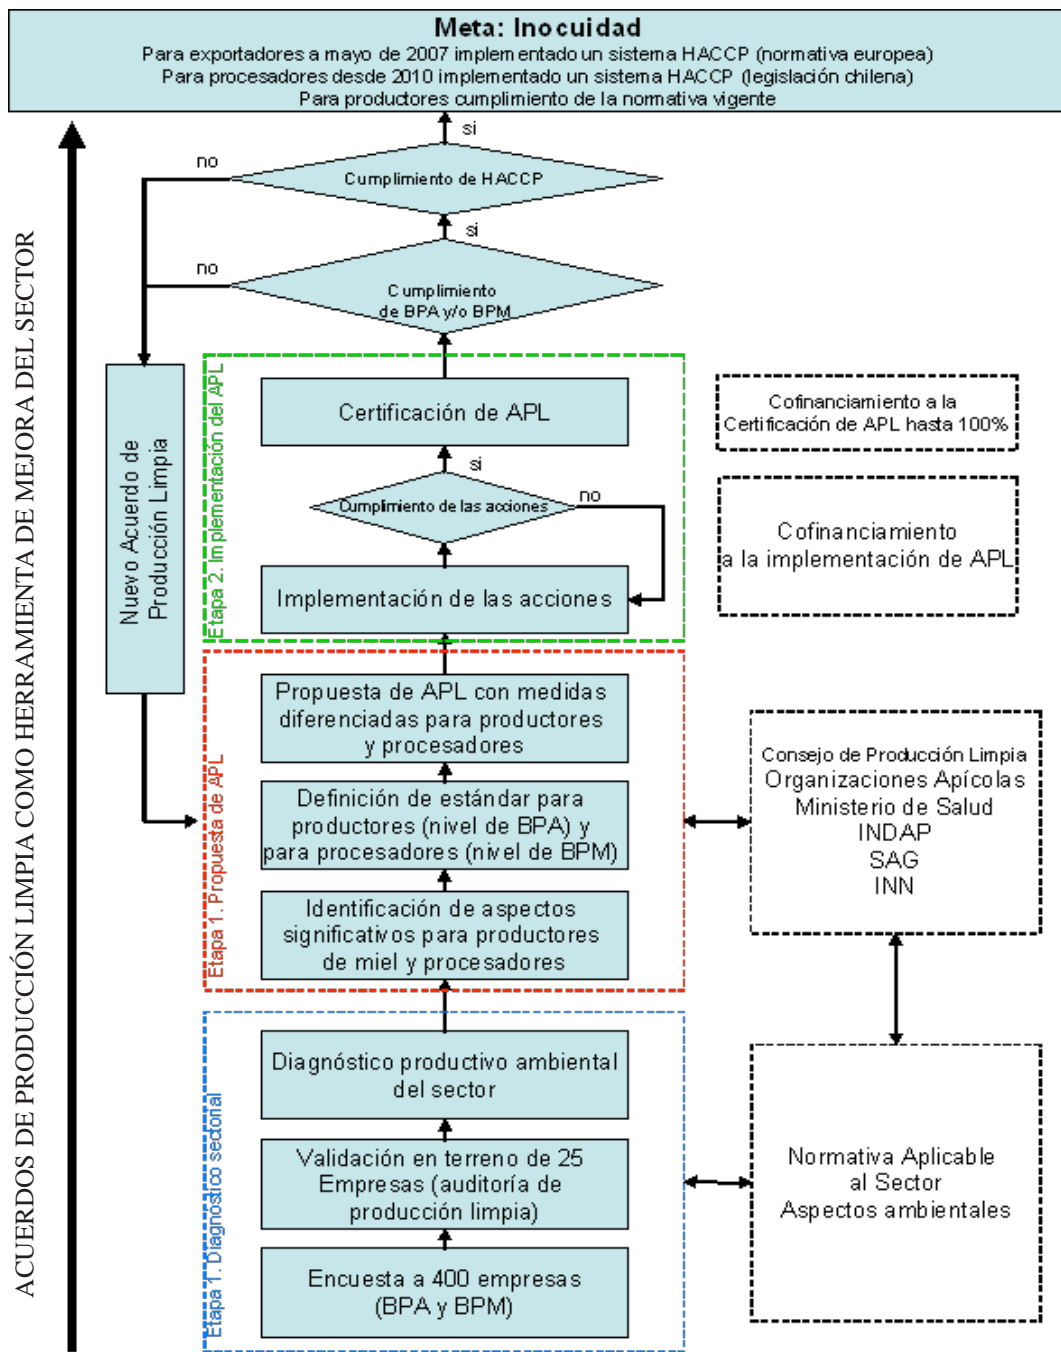 Meta: Inocuidad
Para exportadores a mayo de 2007 implementado un sistema HACCP (normativa europea)
Para procesadores desde 2010 implementado un sistema HACCP (legislación chilena)
Para productores cumplimiento de la normativa vigente
si
no
Cumplimiento de HACCP
si
no
Cumplimiento
de BPA y/o BPM
ACUERDOS DE PRODUCCIÓN LIMPIA COMO HERRAMIENTA DE MEJORA DEL SECTOR
Nuevo Acuerdo de
Producción Limpia
Etapa 2. Implementación del APL
Certificación de APL
si
no
Cumplimiento de las acciones
Implementación de las acciones
Cofinanciamiento a la
Certificación de APL hasta 100%
Cofinanciamiento
a la implementación de APL
Etapa 1. Propuesta de APL
Propuesta de APL con medidas
diferenciadas para productores
y procesadores
Definición de estándar para
productores (nivel de BPA) y
para procesadores (nivel de BPM)
Identificación de aspectos
significativos para productores
de miel y procesadores
Consejo de Producción Limpia
Organizaciones Apícolas
Ministerio de Salud
INDAP
SAG
INN
Etapa 1. Diagnóstico sectorial
Diagnóstico productivo ambiental
del sector
Validación en terreno de 25
Empresas (auditoría de
producción limpia)
Encuesta a 400 empresas
(BPA y BPM)
Normativa Aplicable
al Sector
Aspectos ambientales